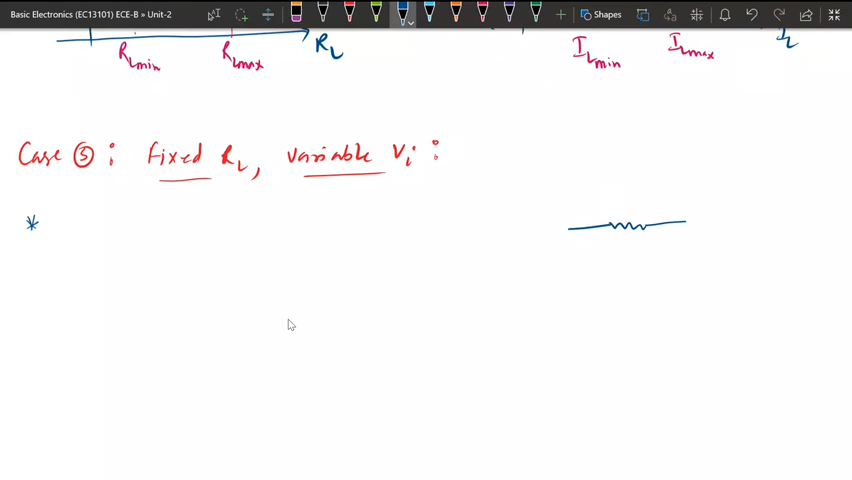 Basic Electronics (EC13101) ECE-B » Unit-2
Shapes
RLmin RLmax RL ILmin ILmax IL
Case ③ : Fixed RL, Variable Vi :
*